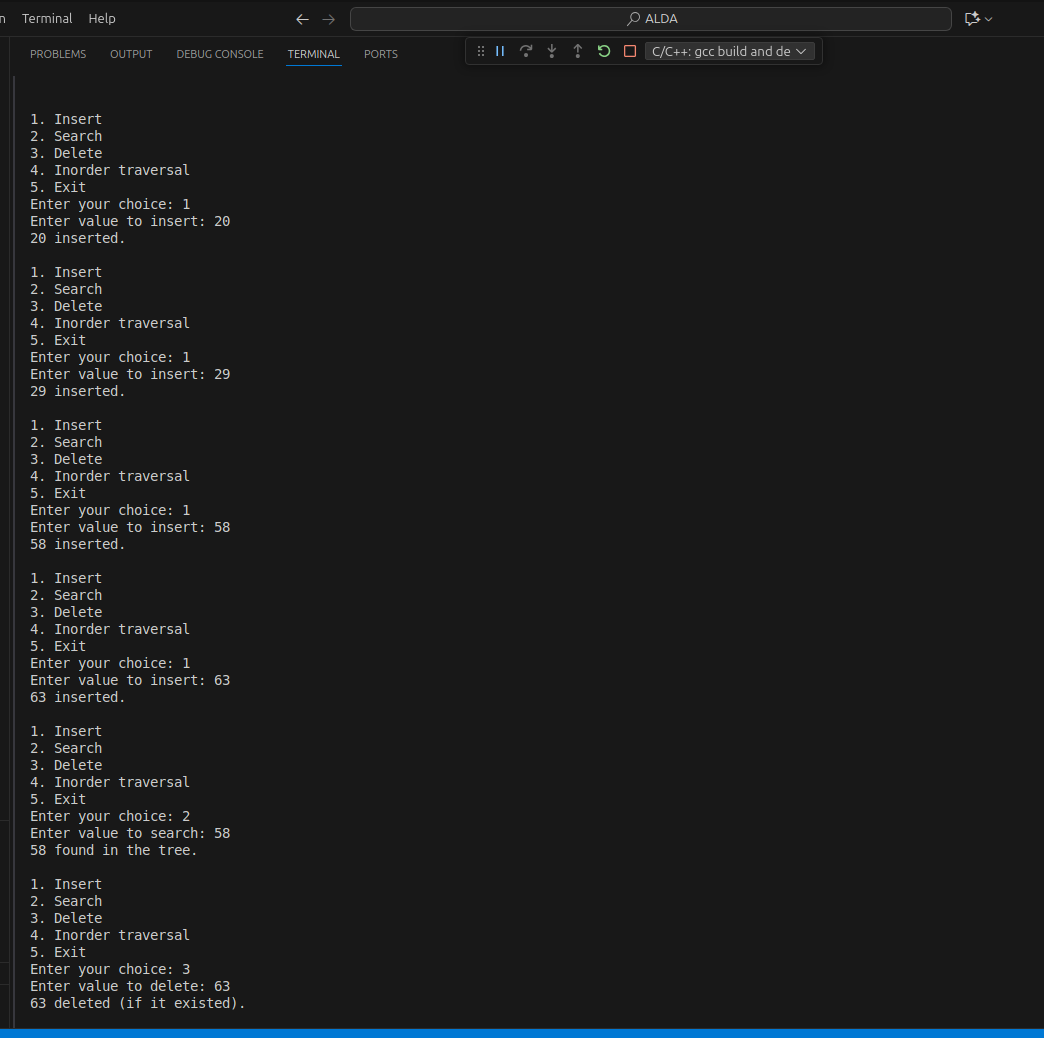 n Terminal Help ALDA
PROBLEMS OUTPUT DEBUG CONSOLE TERMINAL PORTS C/C++: gcc build and de
1. Insert
2. Search
3. Delete
4. Inorder traversal
5. Exit
Enter your choice: 1
Enter value to insert: 20
20 inserted.
1. Insert
2. Search
3. Delete
4. Inorder traversal
5. Exit
Enter your choice: 1
Enter value to insert: 29
29 inserted.
1. Insert
2. Search
3. Delete
4. Inorder traversal
5. Exit
Enter your choice: 1
Enter value to insert: 58
58 inserted.
1. Insert
2. Search
3. Delete
4. Inorder traversal
5. Exit
Enter your choice: 1
Enter value to insert: 63
63 inserted.
1. Insert
2. Search
3. Delete
4. Inorder traversal
5. Exit
Enter your choice: 2
Enter value to search: 58
58 found in the tree.
1. Insert
2. Search
3. Delete
4. Inorder traversal
5. Exit
Enter your choice: 3
Enter value to delete: 63
63 deleted (if it existed).